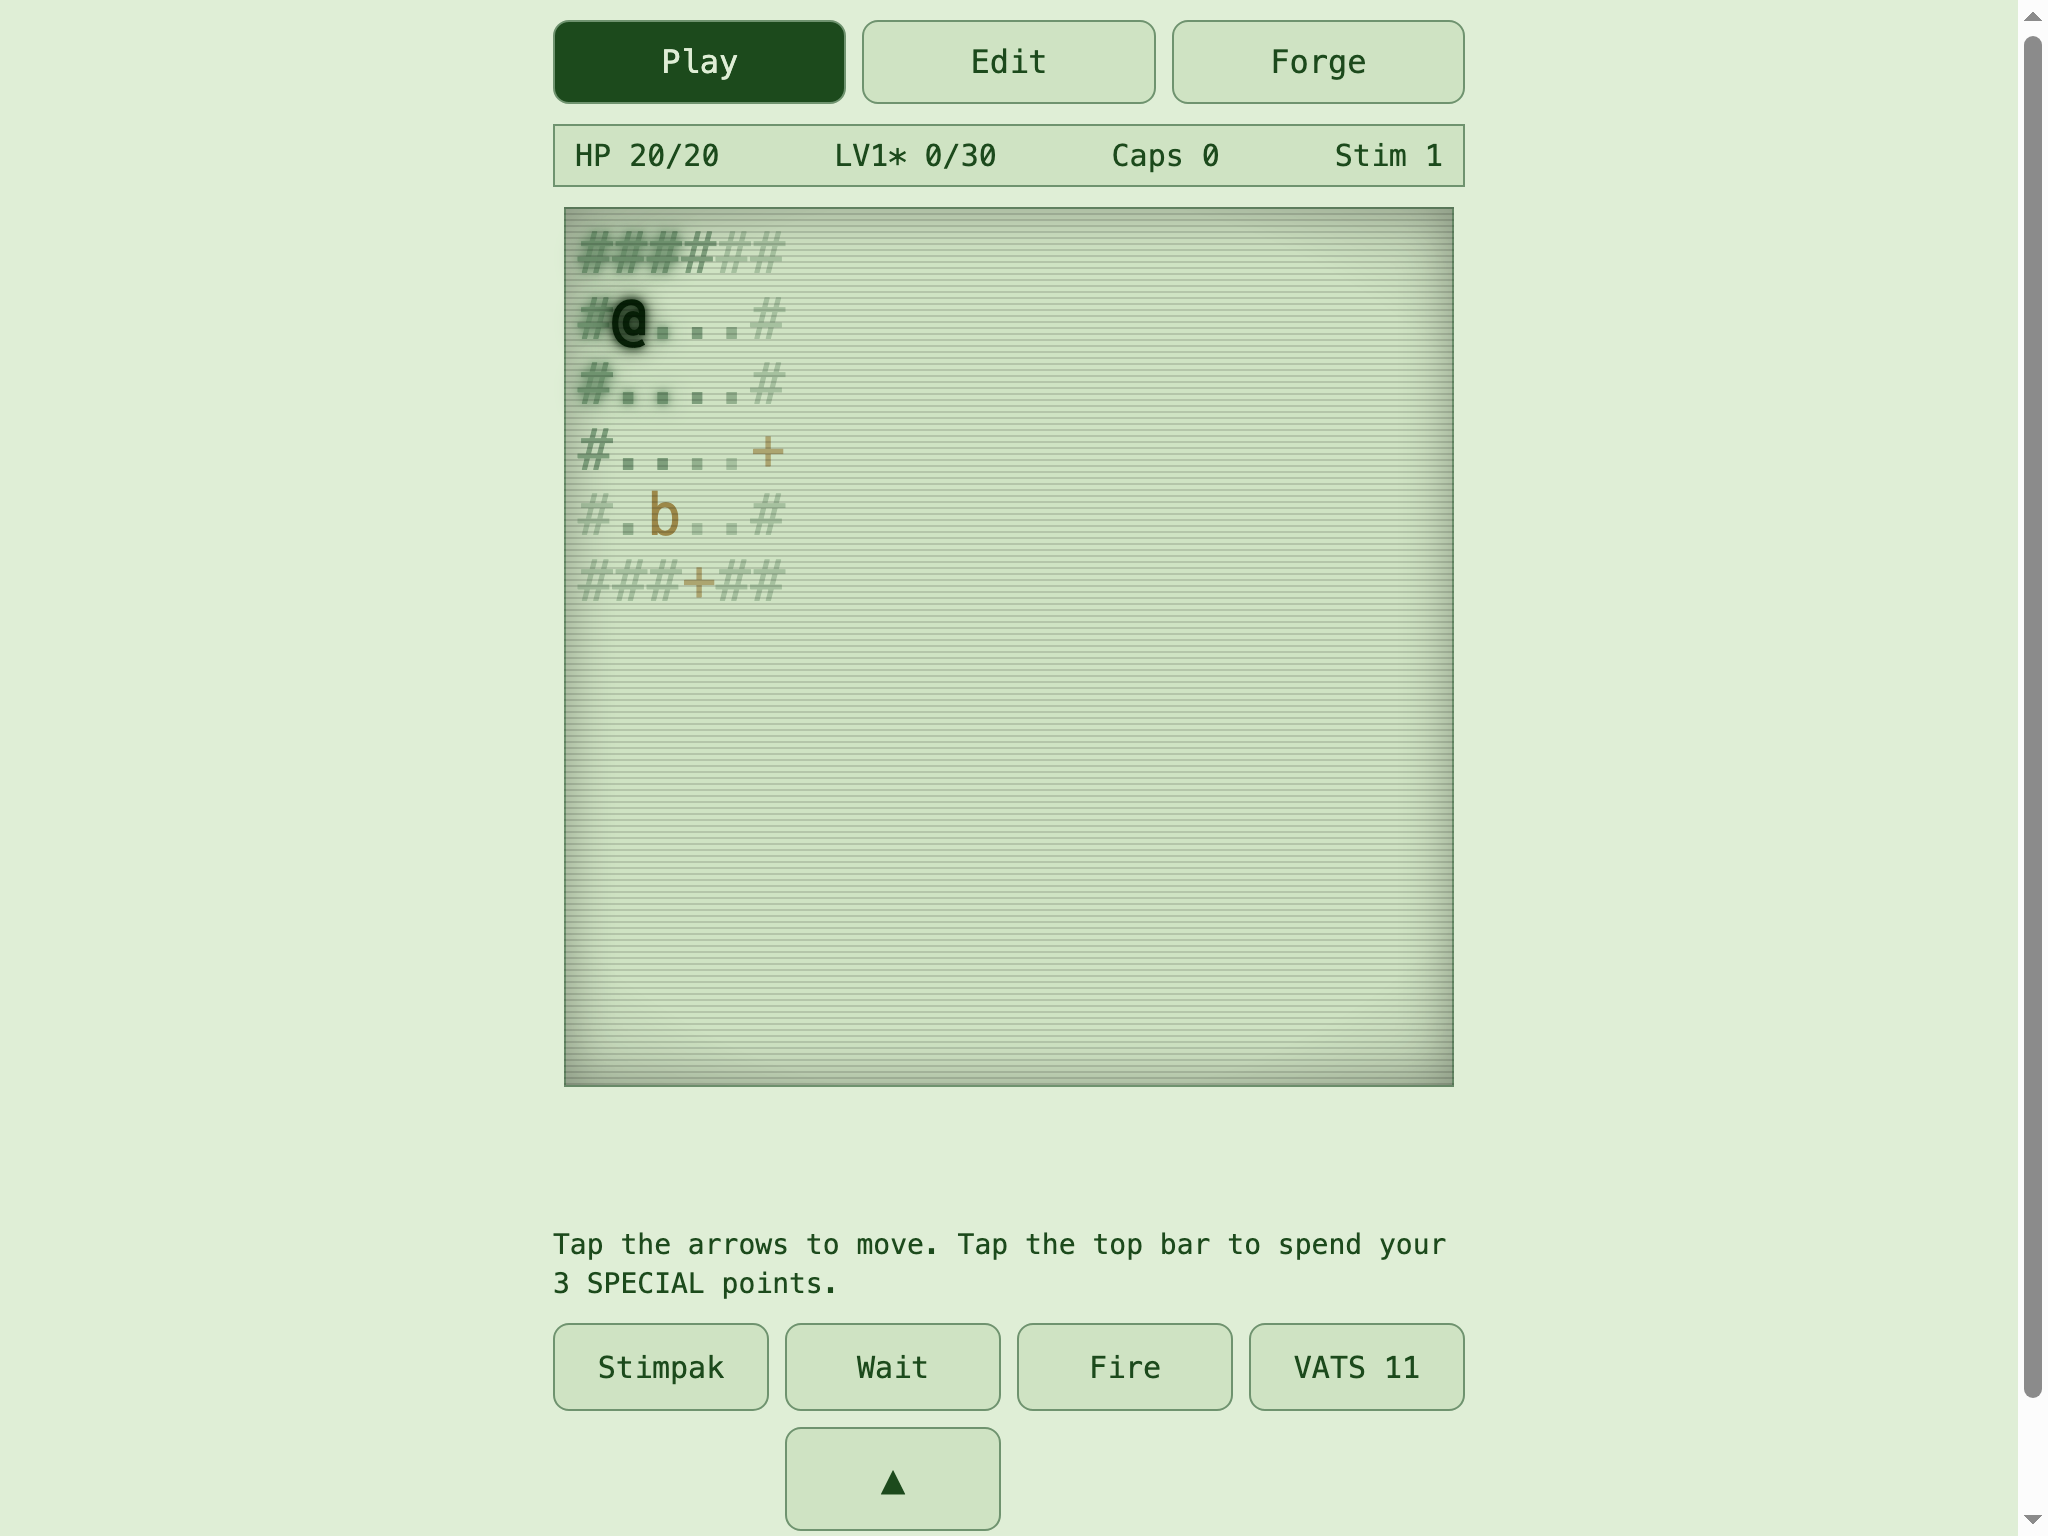 Play Edit Forge
HP 20/20 LV1* 0/30 Caps 0 Stim 1
######
#@...#
#....#
#....+
#.b..#
###+##
Tap the arrows to move. Tap the top bar to spend your
3 SPECIAL points.
Stimpak Wait Fire VATS 11
▲